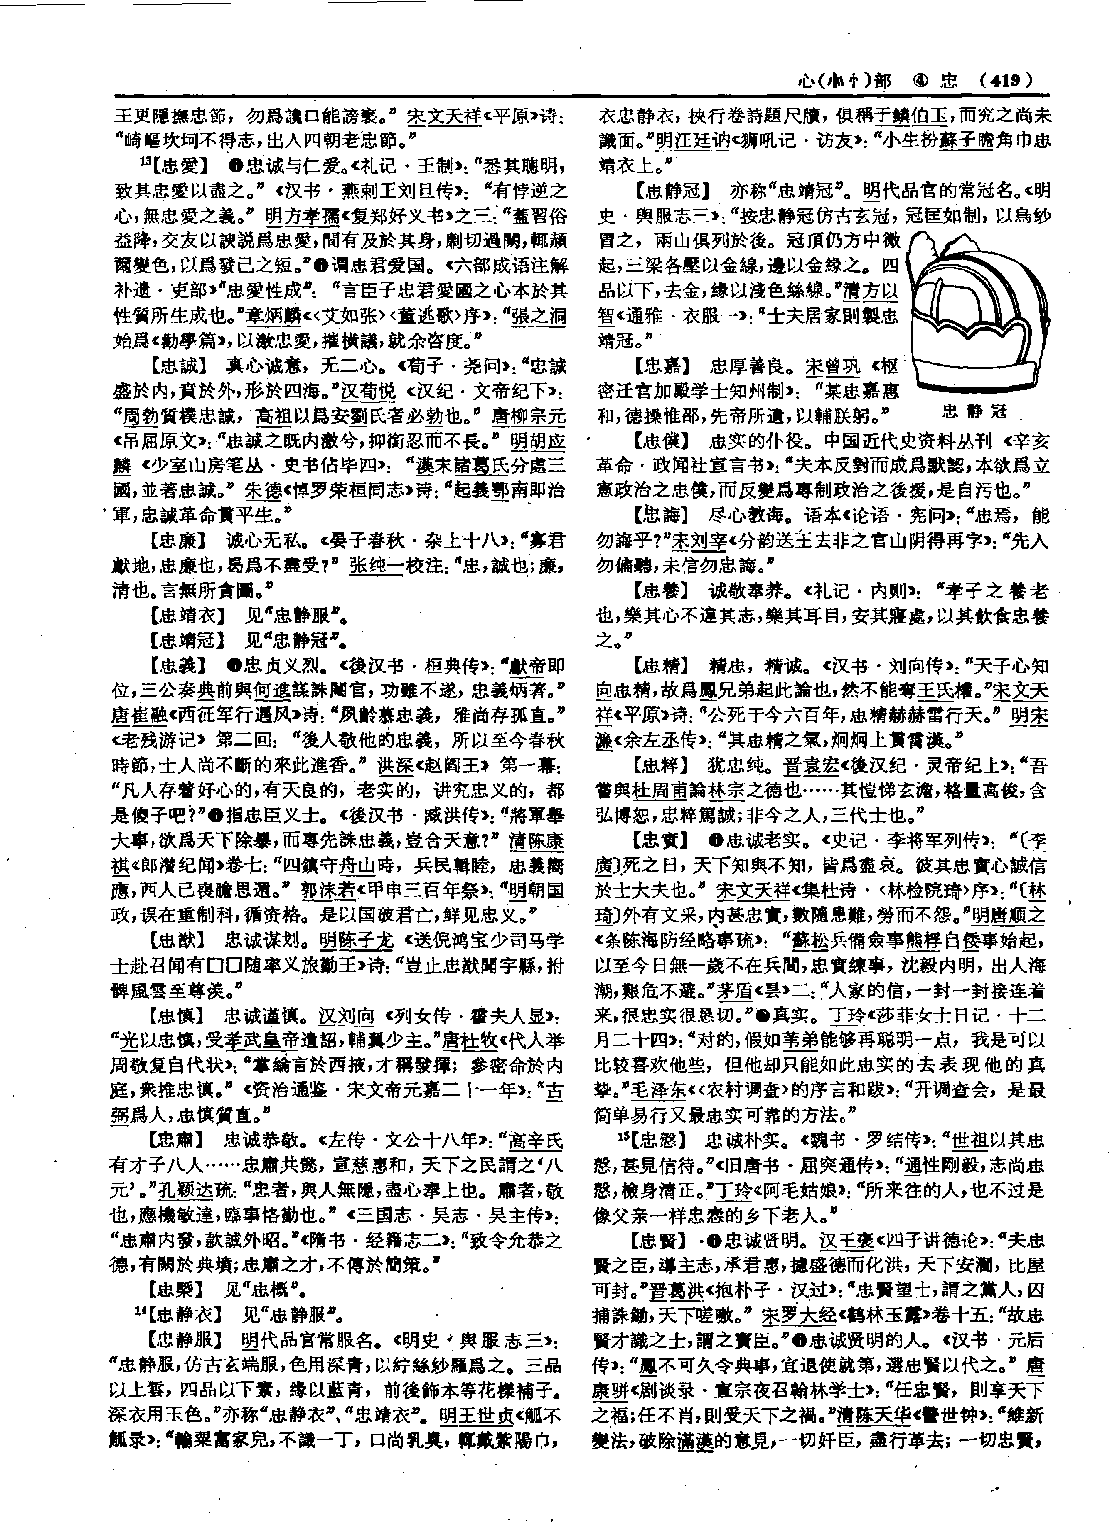 心(忄㣺)部 ④ 忠 (419)
王更隱撫忠節，勿爲讒口能謗褻。”宋文天祥《平原》诗：
“崎嶇坎坷不得志，出入四朝老忠節。”
13【忠愛】 ❶忠诚与仁爱。《礼记·王制》：“悉其聰明，
致其忠愛以盡之。”《汉书·燕刺王刘旦传》：“有悖逆之
心，無忠愛之義。”明方孝孺《复郑好义书》之三：“蓋習俗
益降，交友以諛説爲忠愛，間有及於其身，剴切過關，輒頳
爾變色，以爲發己之短。”❷谓忠君爱国。《六部成语注解
补遗·吏部》“忠愛性成”：“言臣子忠君愛國之心本於其
性質所生成也。”章炳麟《〈艾如张〉〈董逃歌〉序》：“張之洞
始爲《勸學篇》，以激忠愛，摧横議，就余咨度。”
【忠誠】 真心诚意，无二心。《荀子·尧问》：“忠誠
盛於内，賁於外，形於四海。”汉荀悦《汉纪·文帝纪下》：
“周勃質樸忠誠，高祖以爲安劉氏者必勃也。”唐柳宗元
《吊屈原文》：“忠誠之既内激兮，抑銜忍而不長。”明胡应
麟《少室山房笔丛·史书佔毕四》：“漢末諸葛氏分處三
國，並著忠誠。”朱德《悼罗荣桓同志》诗：“起義鄂南即治
軍，忠誠革命貫平生。”
【忠廉】 诚心无私。《晏子春秋·杂上十八》：“寡君
獻地，忠廉也，曷爲不盡受？”张纯一校注：“忠，誠也；廉，
清也。言無所貪圖。”
【忠靖衣】 见“忠静服”。
【忠靖冠】 见“忠静冠”。
【忠義】 ❶忠贞义烈。《後汉书·桓典传》：“獻帝即
位，三公奏典前與何進謀誅閹官，功雖不遂，忠義炳著。”
唐崔融《西征军行遇风》诗：“夙齡慕忠義，雅尚存孤直。”
《老残游记》第二回：“後人敬他的忠義，所以至今春秋
時節，士人尚不斷的來此進香。”洪深《赵阎王》第一幕：
“凡人存着好心的，有天良的，老实的，讲究忠义的，都
是傻子吧？”❷指忠臣义士。《後汉书·臧洪传》：“將軍舉
大事，欲爲天下除暴，而專先誅忠義，豈合天意？”清陈康
祺《郎潜纪闻》卷七：“四鎮守舟山時，兵民輯睦，忠義響
應，西人已喪膽思遁。”郭沫若《甲申三百年祭》：“明朝国
政，误在重制科，循资格。是以国破君亡，鲜见忠义。”
【忠猷】 忠诚谋划。明陈子龙《送倪鸿宝少司马学
士赴召闻有□□随率义旅勤王》诗：“豈止忠猷聞宇縣，拊
髀風雲至尊羡。”
【忠慎】 忠诚谨慎。汉刘向《列女传·霍夫人显》：
“光以忠慎，受孝武皇帝遺詔，輔翼少主。”唐杜牧《代人举
周敬复自代状》：“掌綸言於西掖，才稱發揮；參密命於内
庭，衆推忠慎。”《资治通鉴·宋文帝元嘉二十一年》：“古
弼爲人，忠慎質直。”
【忠肅】 忠诚恭敬。《左传·文公十八年》：“高辛氏
有才子八人……忠肅共懿，宣慈惠和，天下之民謂之‘八
元’。”孔颖达疏：“忠者，與人無隱，盡心奉上也。肅者，敬
也，應機敏達，臨事恪勤也。”《三国志·吴志·吴主传》：
“忠肅内發，款誠外昭。”《隋书·经籍志二》：“致令允恭之
德，有闕於典墳；忠肅之才，不傳於簡策。”
【忠槩】 见“忠概”。
14【忠静衣】 见“忠静服”。
【忠静服】 明代品官常服名。《明史·舆服志三》：
“忠静服，仿古玄端服，色用深青，以紵絲紗羅爲之。三品
以上雲，四品以下素，緣以藍青，前後飾本等花樣補子。
深衣用玉色。”亦称“忠静衣”、“忠靖衣”。明王世贞《觚不
觚录》：“輸粟富家兒，不識一丁，口尚乳臭，輒戴紫陽巾，
衣忠静衣，挾行卷詩題尺牘，俱稱于鱗伯玉，而究之尚未
識面。”明江廷讷《狮吼记·访友》：“小生扮蘇子瞻角巾忠
靖衣上。”
【忠静冠】 亦称“忠靖冠”。明代品官的常冠名。《明
史·舆服志三》：“按忠静冠仿古玄冠，冠匡如制，以烏紗
冒之，兩山俱列於後。冠頂仍方中微
起，三梁各壓以金線，邊以金緣之。四
品以下，去金，緣以淺色絲線。”清方以
智《通雅·衣服一》：“士夫居家則製忠
靖冠。”
忠静冠
【忠嘉】 忠厚善良。宋曾巩《枢
密迁官加殿学士知州制》：“某忠嘉惠
和，德操惟邵，先帝所遺，以輔朕躬。”
【忠僕】 忠实的仆役。中国近代史资料丛刊《辛亥
革命·政闻社宣言书》：“夫本反對而成爲默認，本欲爲立
憲政治之忠僕，而反變爲專制政治之後援，是自污也。”
【忠誨】 尽心教诲。语本《论语·宪问》：“忠焉，能
勿誨乎？”宋刘宰《分韵送王去非之官山阴得再字》：“先入
勿偏聽，未信勿忠誨。”
【忠養】 诚敬奉养。《礼记·内则》：“孝子之養老
也，樂其心不違其志，樂其耳目，安其寢處，以其飲食忠養
之。”
【忠精】 精忠，精诚。《汉书·刘向传》：“天子心知
向忠精，故爲鳳兄弟起此論也，然不能奪王氏權。”宋文天
祥《平原》诗：“公死于今六百年，忠精赫赫雷行天。”明宋
濂《余左丞传》：“其忠精之氣，炯炯上貫霄漢。”
【忠粹】 犹忠纯。晋袁宏《後汉纪·灵帝纪上》：“吾
嘗與杜周甫論林宗之德也……其愷悌玄澹，格量高俊，含
弘博恕，忠粹篤誠；非今之人，三代士也。”
【忠實】 ❶忠诚老实。《史记·李将军列传》：“〔李
廣〕死之日，天下知與不知，皆爲盡哀。彼其忠實心誠信
於士大夫也。”宋文天祥《集杜诗·〈林检院琦〉序》：“〔林
琦〕外有文采，内甚忠實，數隨患難，勞而不怨。”明唐顺之
《条陈海防经略事疏》：“蘇松兵備僉事熊桴自倭事始起，
以至今日無一歲不在兵間，忠實練事，沈毅内明，出入海
潮，艱危不避。”茅盾《昙》二：“人家的信，一封一封接连着
来，很忠实很恳切。”❷真实。丁玲《莎菲女士日记·十二
月二十四》：“对的，假如苇弟能够再聪明一点，我是可以
比较喜欢他些，但他却只能如此忠实的去表现他的真
挚。”毛泽东《〈农村调查〉的序言和跋》：“开调查会，是最
简单易行又最忠实可靠的方法。”
15【忠慤】 忠诚朴实。《魏书·罗结传》：“世祖以其忠
慤，甚見信待。”《旧唐书·屈突通传》：“通性剛毅，志尚忠
慤，檢身清正。”丁玲《阿毛姑娘》：“所来往的人，也不过是
像父亲一样忠悫的乡下老人。”
【忠賢】 ❶忠诚贤明。汉王褒《四子讲德论》：“夫忠
賢之臣，導主志，承君惠，攄盛德而化洪，天下安瀾，比屋
可封。”晋葛洪《抱朴子·汉过》：“忠賢望士，謂之黨人，囚
捕誅鋤，天下嗟噭。”宋罗大经《鹤林玉露》卷十五：“故忠
賢才識之士，謂之寶臣。”❷忠诚贤明的人。《汉书·元后
传》：“鳳不可久令典事，宜退使就第，選忠賢以代之。”唐
康骈《剧谈录·宣宗夜召翰林学士》：“任忠賢，則享天下
之福；任不肖，則受天下之禍。”清陈天华《警世钟》：“維新
變法，破除滿漢的意見，一切奸臣，盡行革去；一切忠賢，